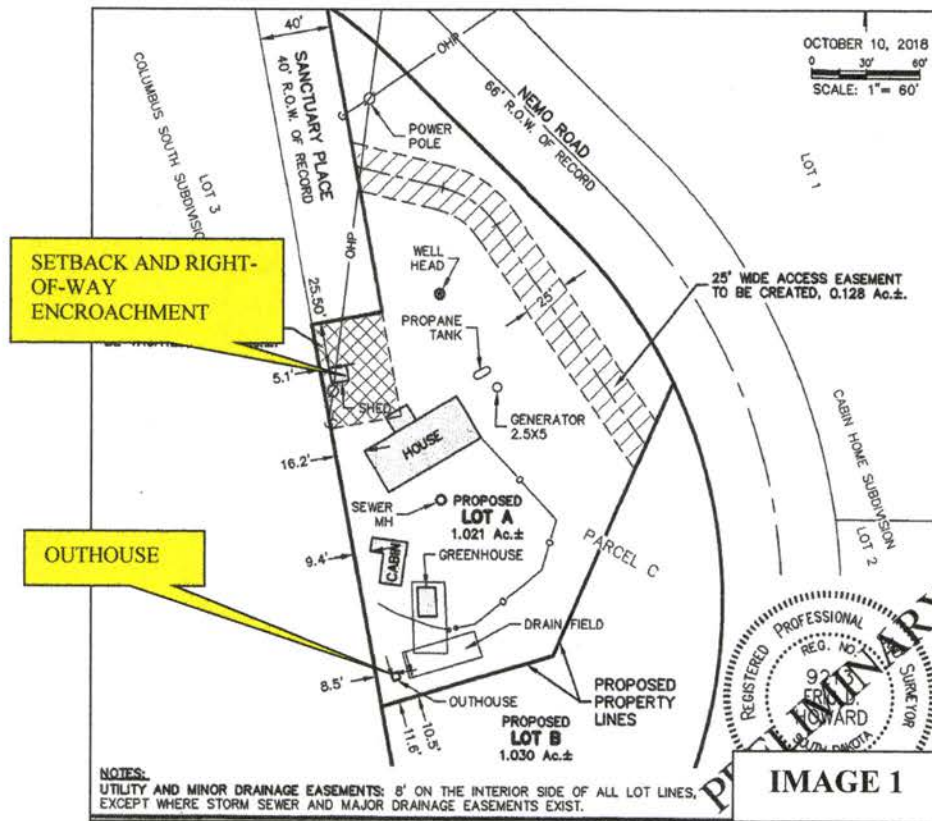 40'
OCTOBER 10, 2018
0 30' 60'
SCALE: 1"= 60'
SANCTUARY PLACE
40' R.O.W. OF RECORD
OHP
NEMO ROAD
66' R.O.W. OF RECORD
COLUMBUS SOUTH SUBDIVISION
LOT 3
POWER
POLE
LOT 1
SETBACK AND RIGHT-
OF-WAY
ENCROACHMENT
OHP
WELL
HEAD
25'
25' WIDE ACCESS EASEMENT
TO BE CREATED, 0.128 Ac.±.
25.50'
PROPANE
TANK
5.1'
SHED
GENERATOR
2.5X5
HOUSE
16.2'
CABIN HOME SUBDIVISION
LOT 2
SEWER
MH
PROPOSED
LOT A
1.021 Ac.±
PARCEL C
OUTHOUSE
9.4'
CABIN
GREENHOUSE
DRAIN FIELD
8.5'
OUTHOUSE
PROPOSED
PROPERTY
LINES
11.6'
10.5'
PROPOSED
LOT B
1.030 Ac.±
REGISTERED PROFESSIONAL
SURVEYOR
REG. NO.
HOWARD
SOUTH DAKOTA
PRELIMINARY
IMAGE 1
NOTES:
UTILITY AND MINOR DRAINAGE EASEMENTS: 8' ON THE INTERIOR SIDE OF ALL LOT LINES,
EXCEPT WHERE STORM SEWER AND MAJOR DRAINAGE EASEMENTS EXIST.